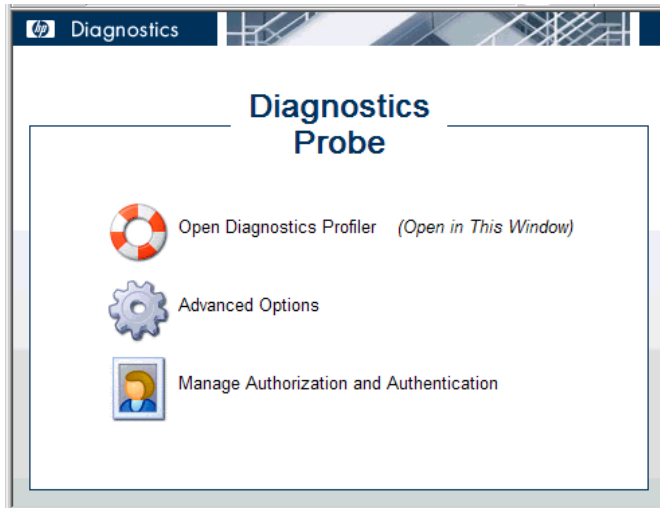 hp Diagnostics
Diagnostics
Probe
Open Diagnostics Profiler (Open in This Window)
Advanced Options
Manage Authorization and Authentication